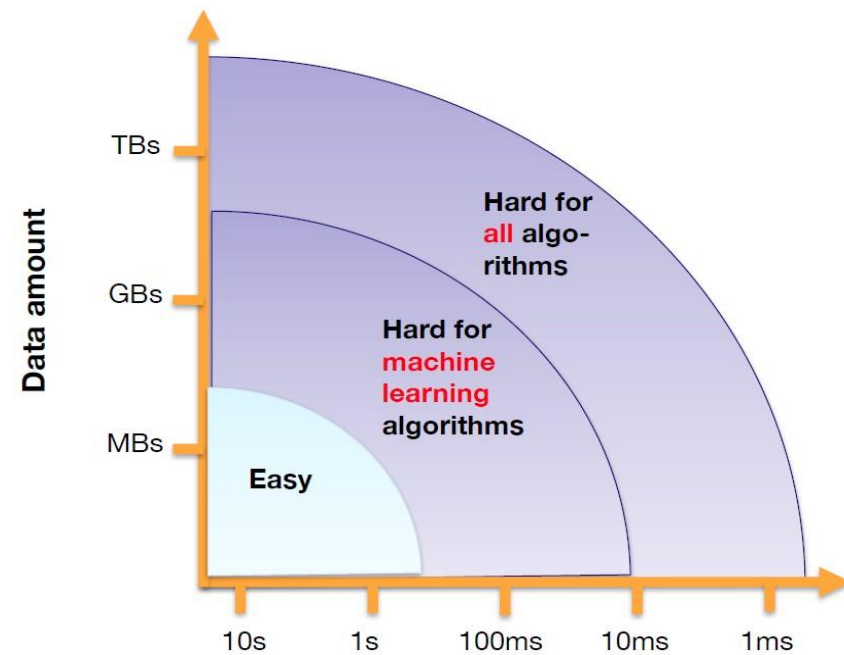 Data amount
TBs
GBs
MBs
Hard for
all algo-
rithms
Hard for
machine
learning
algorithms
Easy
10s
1s
100ms
10ms
1ms